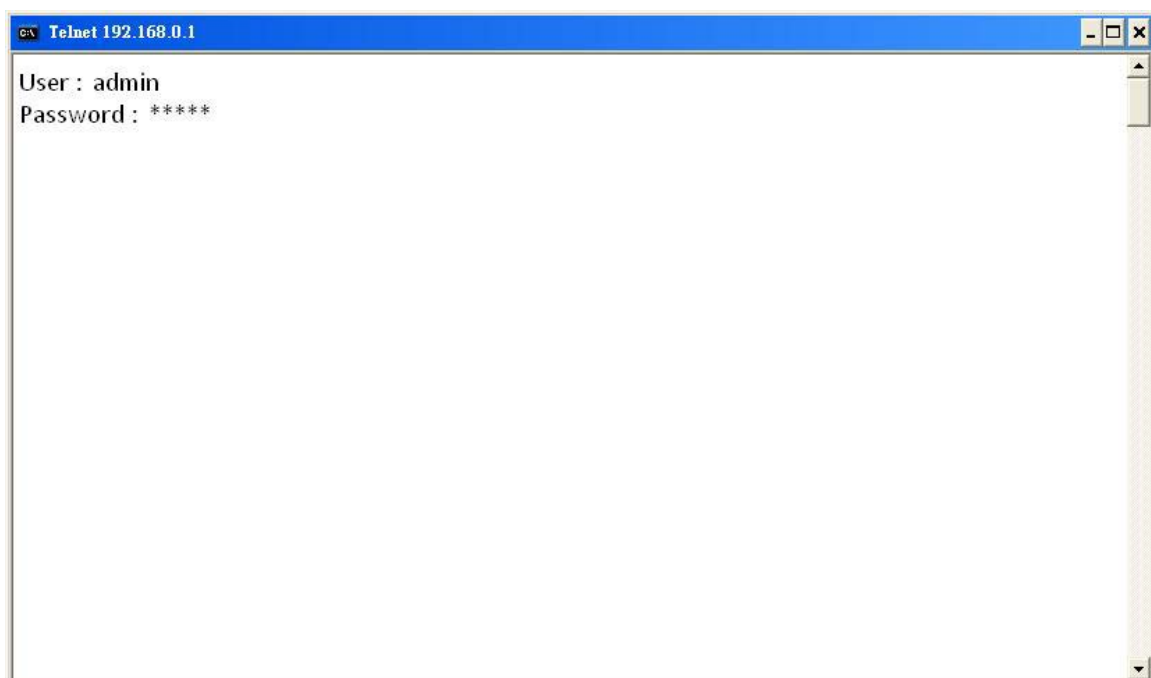 Telnet 192.168.0.1
User : admin
Password : *****